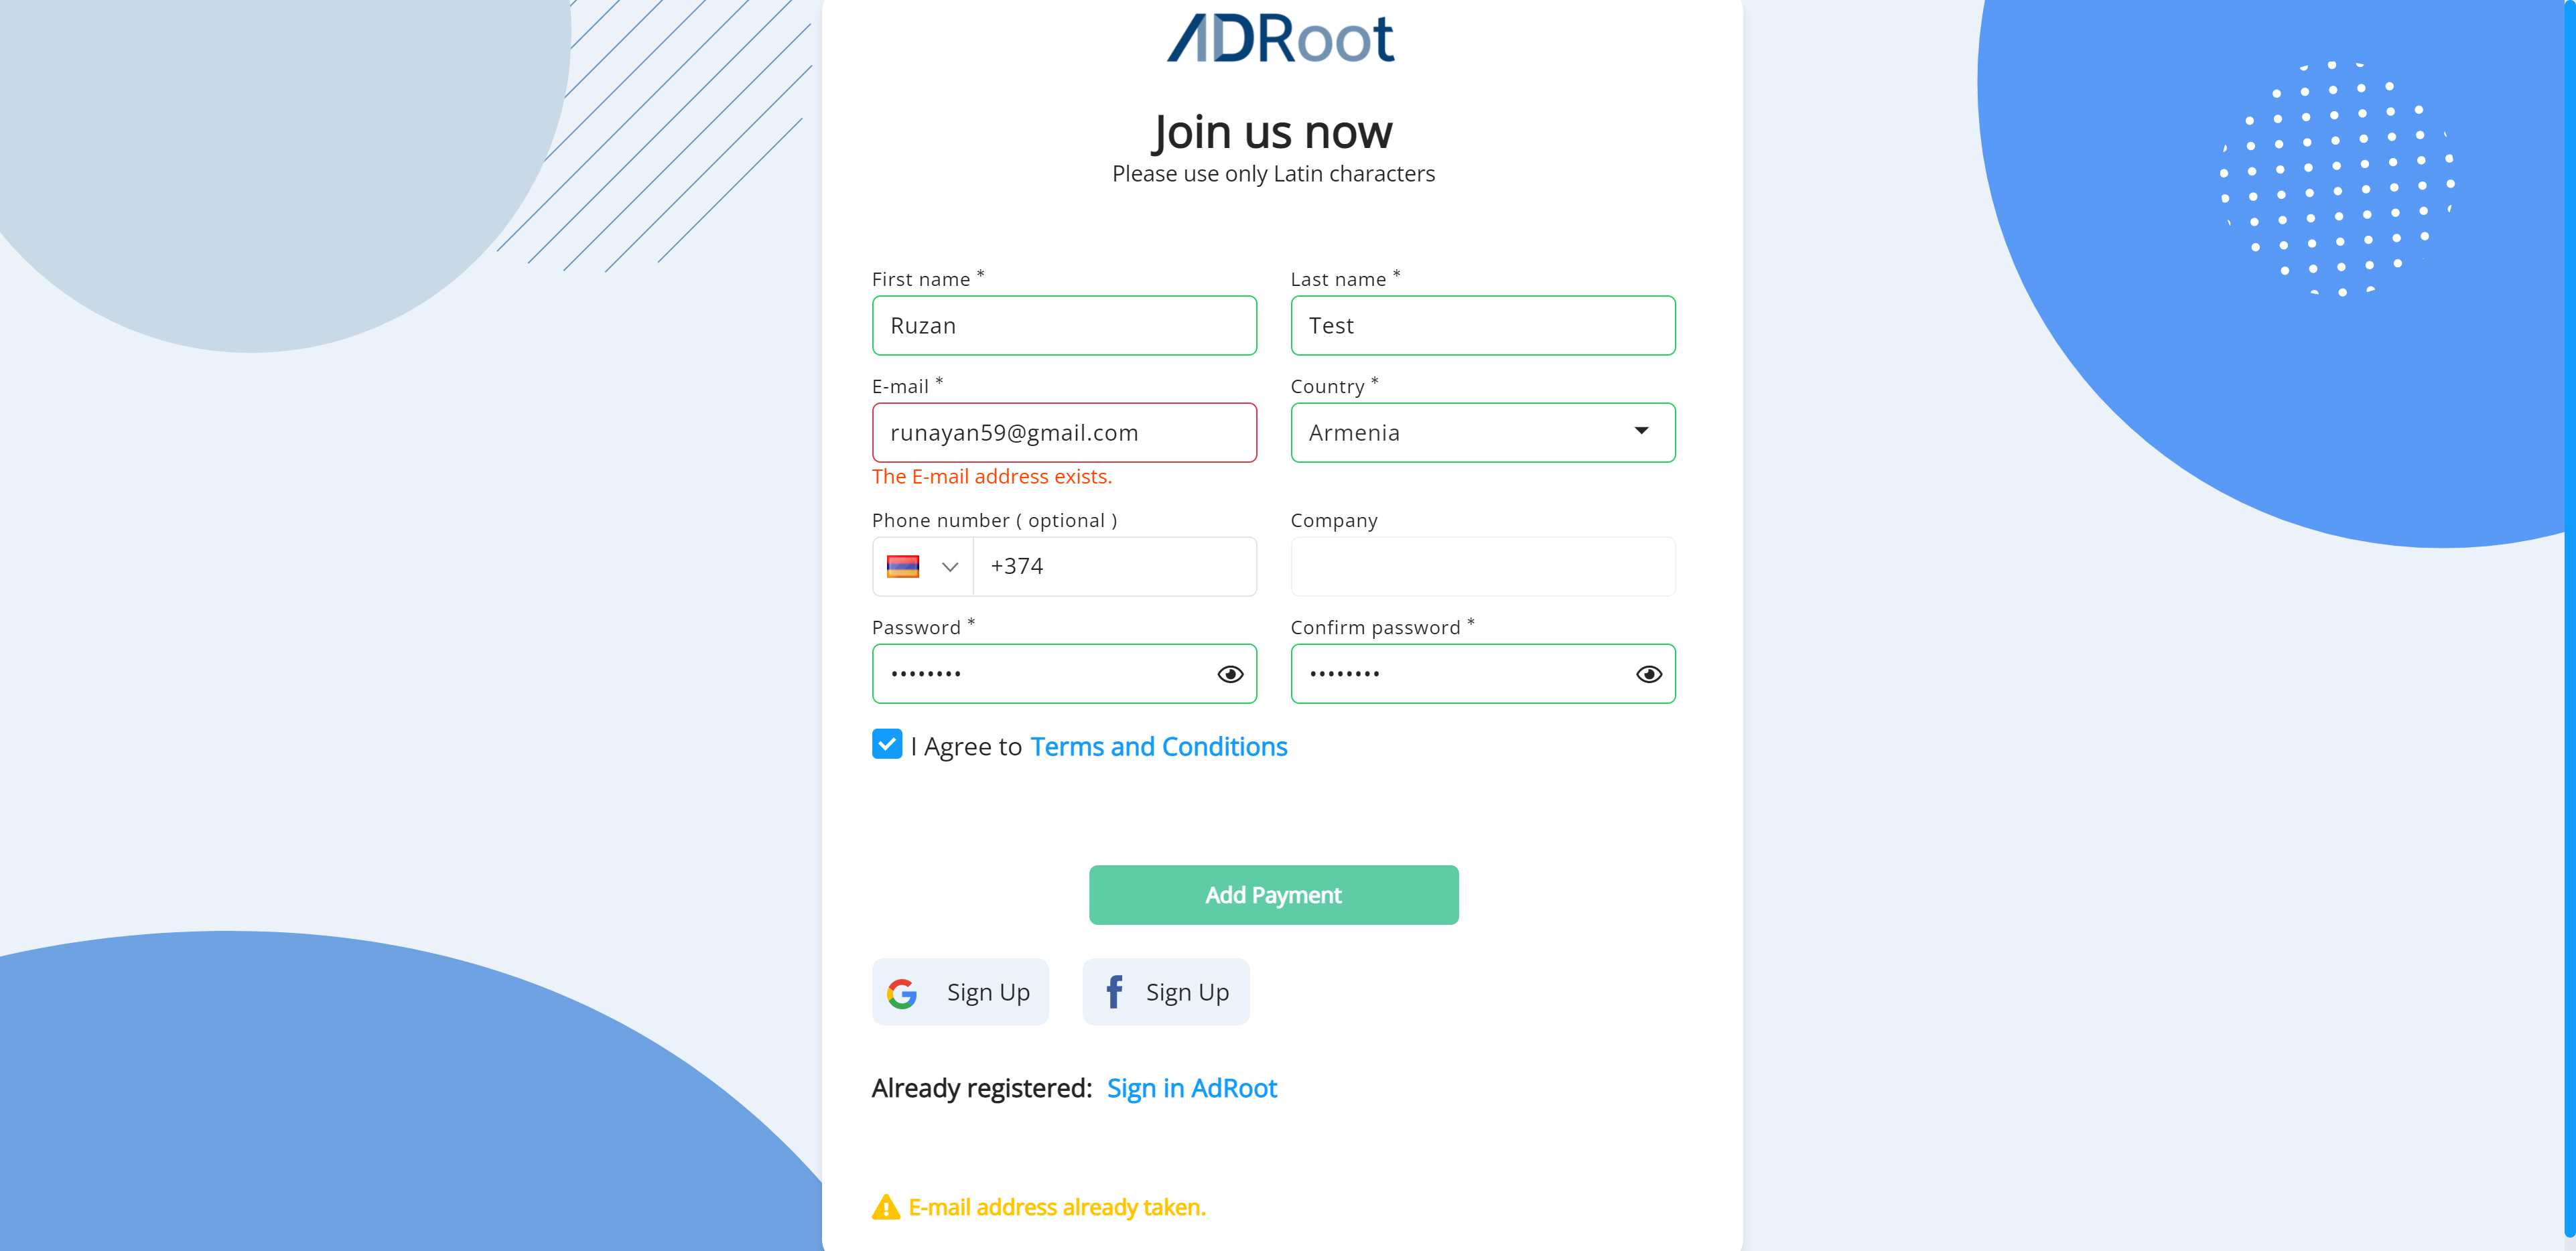 ADRoot
Join us now
Please use only Latin characters
First name * Last name *
Ruzan Test
E-mail * Country *
runayan59@gmail.com Armenia
The E-mail address exists.
Phone number ( optional ) Company
+374
Password * Confirm password *
•••••••• ••••••••
I Agree to Terms and Conditions
Add Payment
Sign Up Sign Up
Already registered: Sign in AdRoot
E-mail address already taken.